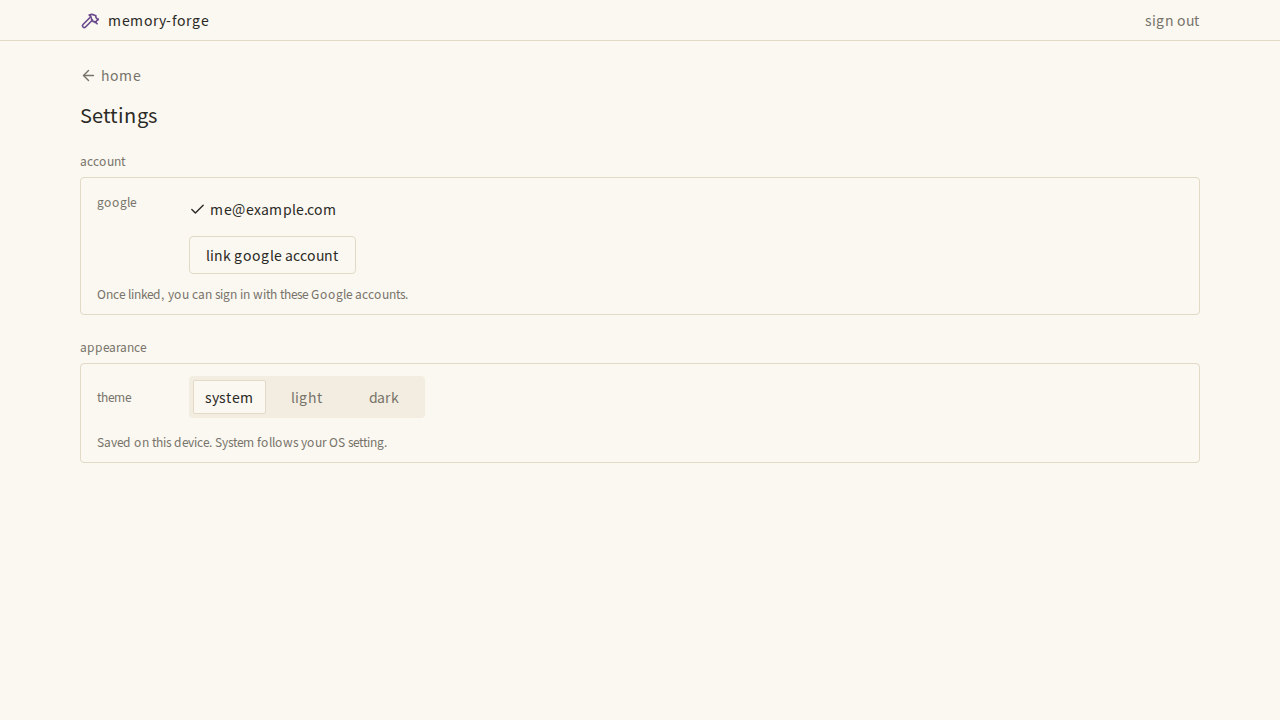 memory-forge
sign out
home
Settings
account
google
me@example.com
link google account
Once linked, you can sign in with these Google accounts.
appearance
theme
system
light
dark
Saved on this device. System follows your OS setting.